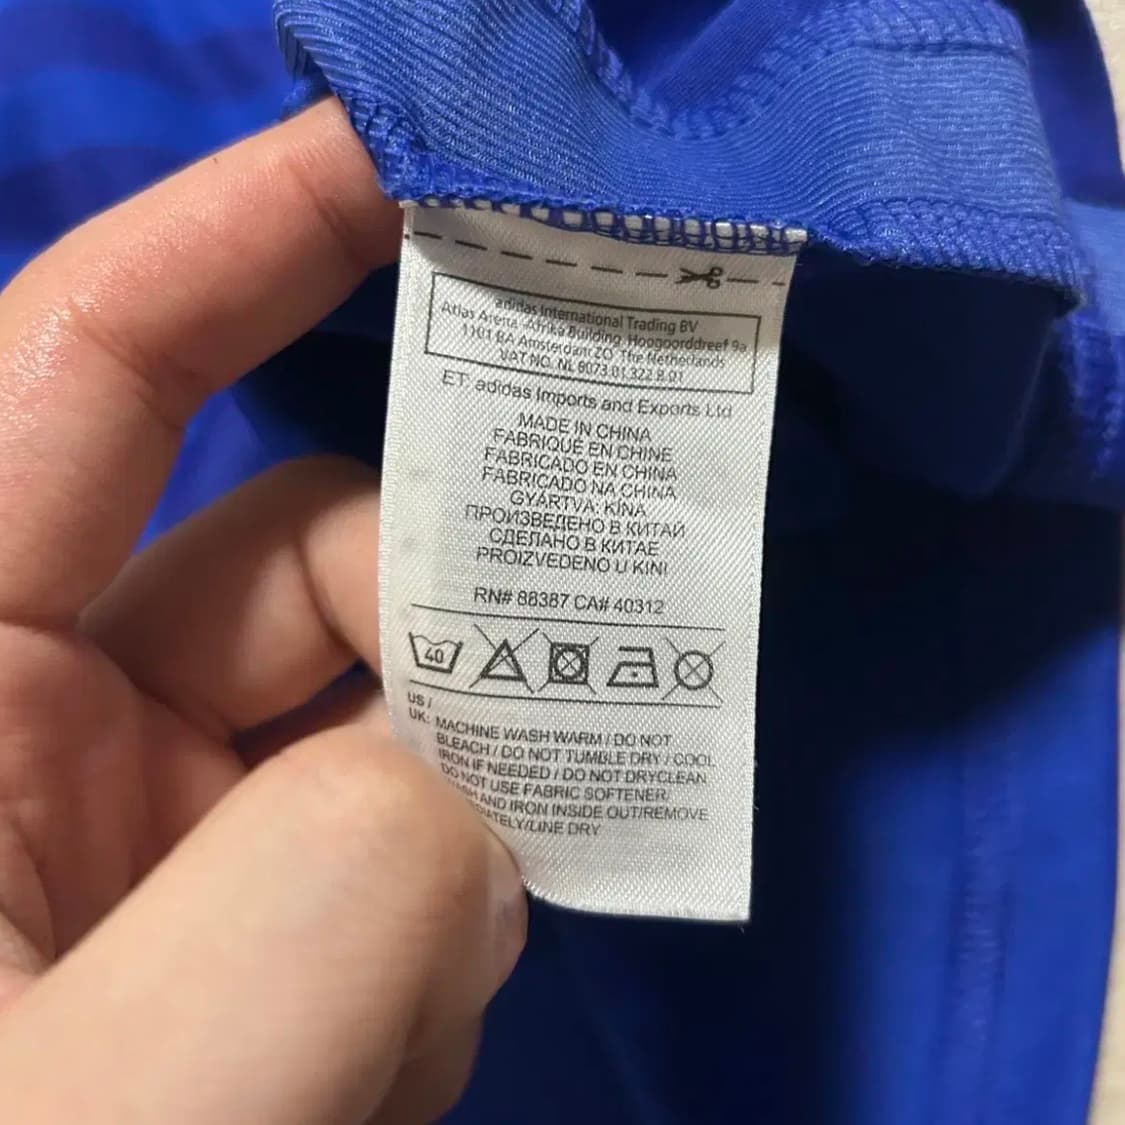 adidas International Trading BV
Atlas Arena -Afrika Building, Hoogoorddreef 9a
1101 BA Amsterdam ZO The Netherlands
VAT NO. NL 8073.01.322.B.01
ET: adidas Imports and Exports Ltd
MADE IN CHINA
FABRIQUÉ EN CHINE
FABRICADO EN CHINA
FABRICADO NA CHINA
GYÁRTVA: KÍNA
ПРОИЗВЕДЕНО В КИТАЙ
СДЕЛАНО В КИТАЕ
PROIZVEDENO U KINI
RN# 88387 CA# 40312
40
US /
UK: MACHINE WASH WARM / DO NOT
BLEACH / DO NOT TUMBLE DRY / COOL
IRON IF NEEDED / DO NOT DRYCLEAN
DO NOT USE FABRIC SOFTENER/
AND IRON INSIDE OUT/REMOVE
LINE DRY